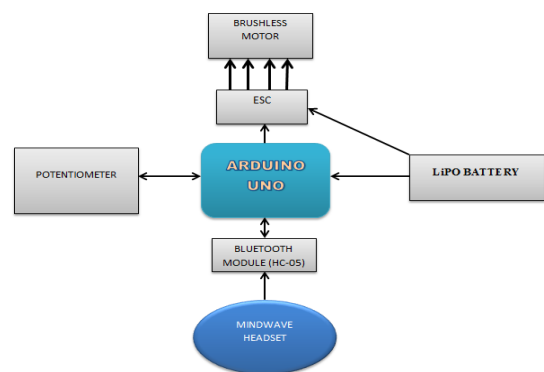 BRUSHLESS
MOTOR
ESC
ARDUINO
UNO
POTENTIOMETER
LiPO BATTERY
BLUETOOTH
MODULE (HC-05)
MINDWAVE
HEADSET